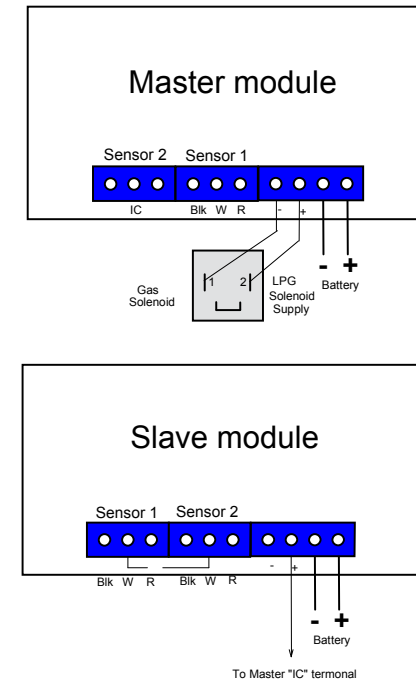 Master module
Sensor 2 Sensor 1
IC Blk W R - +
1 2
Gas
Solenoid
LPG
Solenoid
Supply
- +
Battery
Slave module
Sensor 1 Sensor 2
Blk W R Blk W R - +
- +
Battery
To Master "IC" termonal